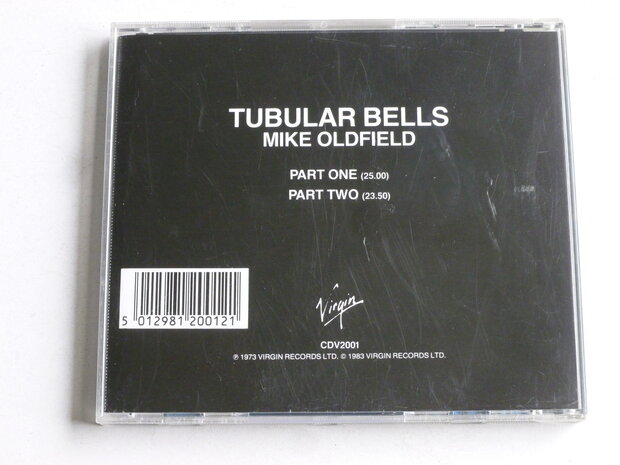 TUBULAR BELLS
MIKE OLDFIELD
PART ONE (25.00)
PART TWO (23.50)
5 012981 200121
Virgin
CDV2001
℗ 1973 VIRGIN RECORDS LTD. © 1983 VIRGIN RECORDS LTD.